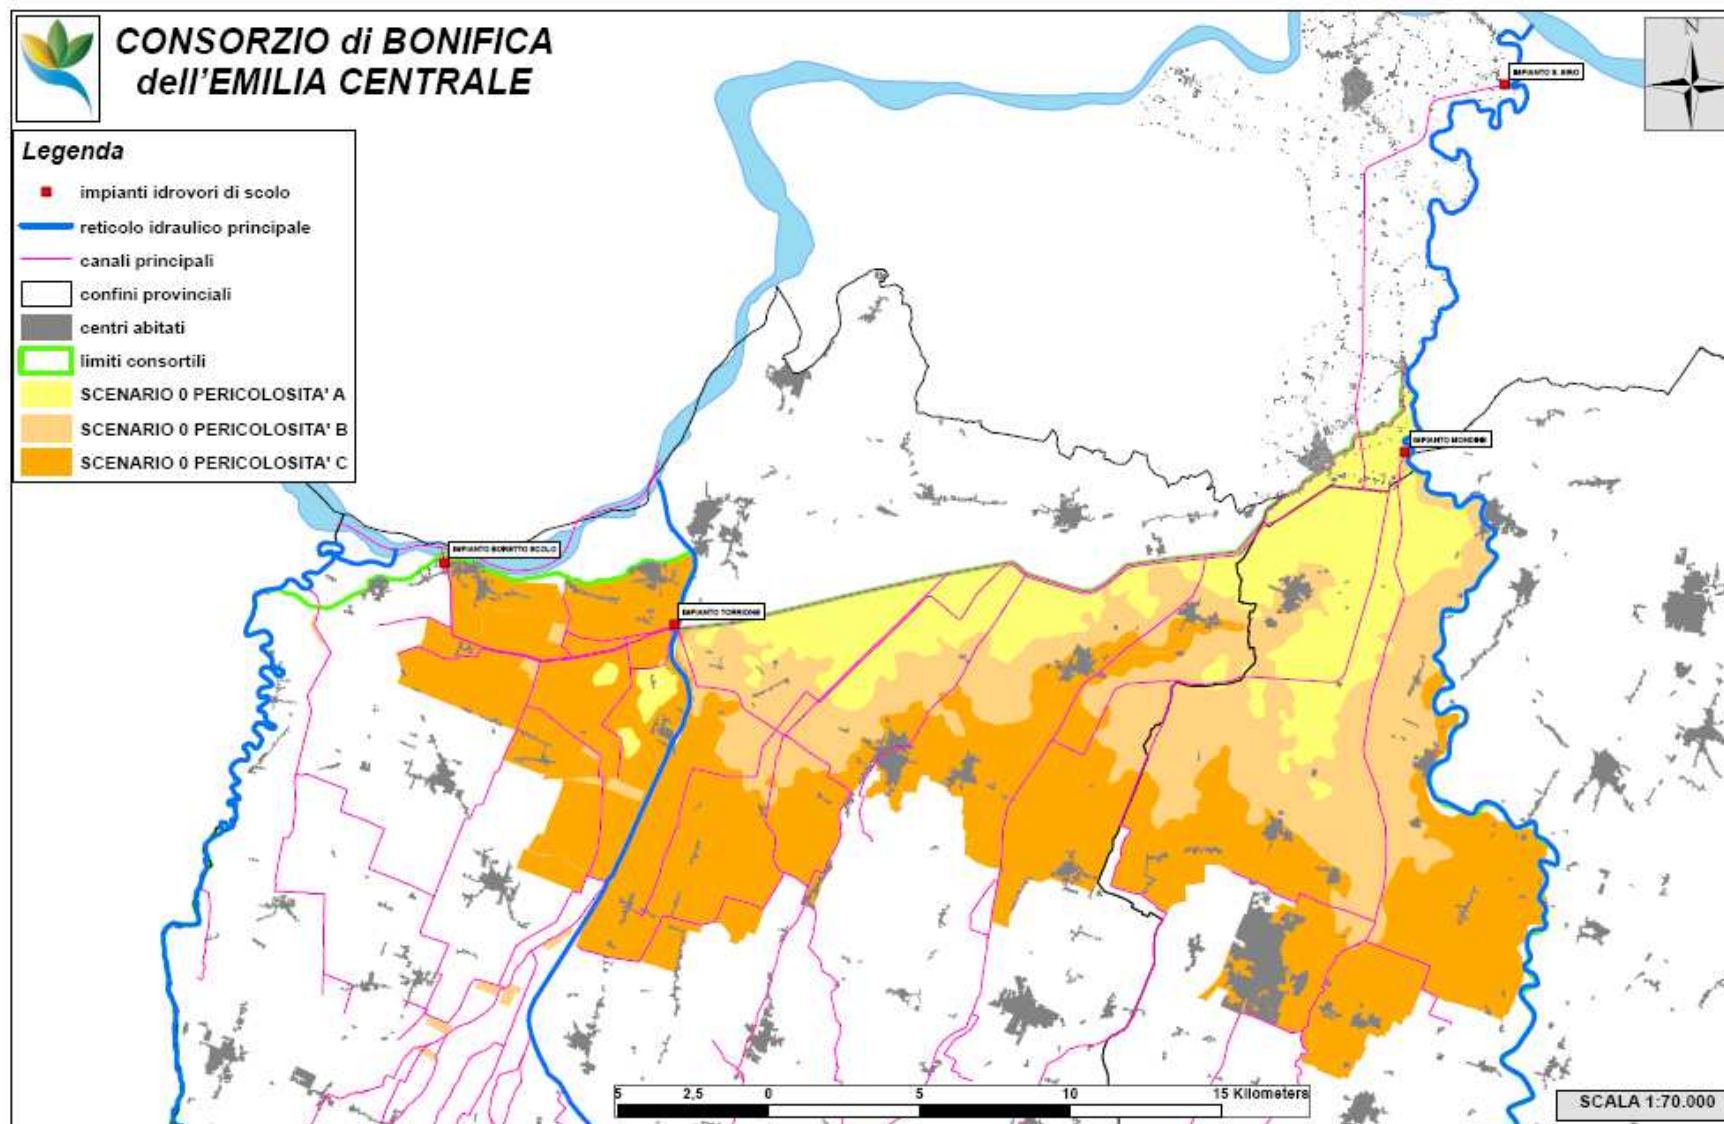 CONSORZIO di BONIFICA
dell'EMILIA CENTRALE
N
IMPIANTO S. SIRO
Legenda
impianti idrovori di scolo
reticolo idraulico principale
canali principali
confini provinciali
centri abitati
limiti consortili
SCENARIO 0 PERICOLOSITA' A
SCENARIO 0 PERICOLOSITA' B
SCENARIO 0 PERICOLOSITA' C
IMPIANTO MONDINE
IMPIANTO BORETTO SCOLO
IMPIANTO TORRIONE
5 2,5 0 5 10 15 Kilometers
SCALA 1:70.000